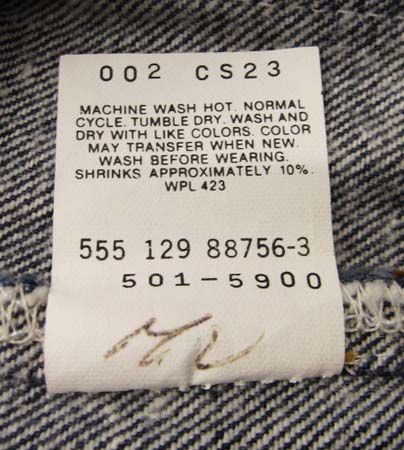 002 CS23
MACHINE WASH HOT. NORMAL
CYCLE. TUMBLE DRY. WASH AND
DRY WITH LIKE COLORS. COLOR
MAY TRANSFER WHEN NEW.
WASH BEFORE WEARING.
SHRINKS APPROXIMATELY 10%.
WPL 423
555 129 88756-3
501-5900